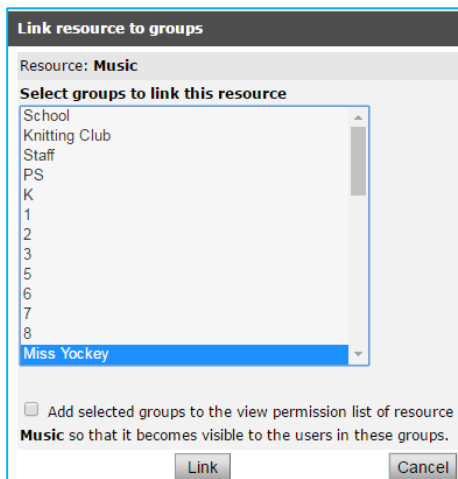 Link resource to groups
Resource: Music
Select groups to link this resource
School
Knitting Club
Staff
PS
K
1
2
3
5
6
7
8
Miss Yockey
Add selected groups to the view permission list of resource
Music so that it becomes visible to the users in these groups.
Link Cancel